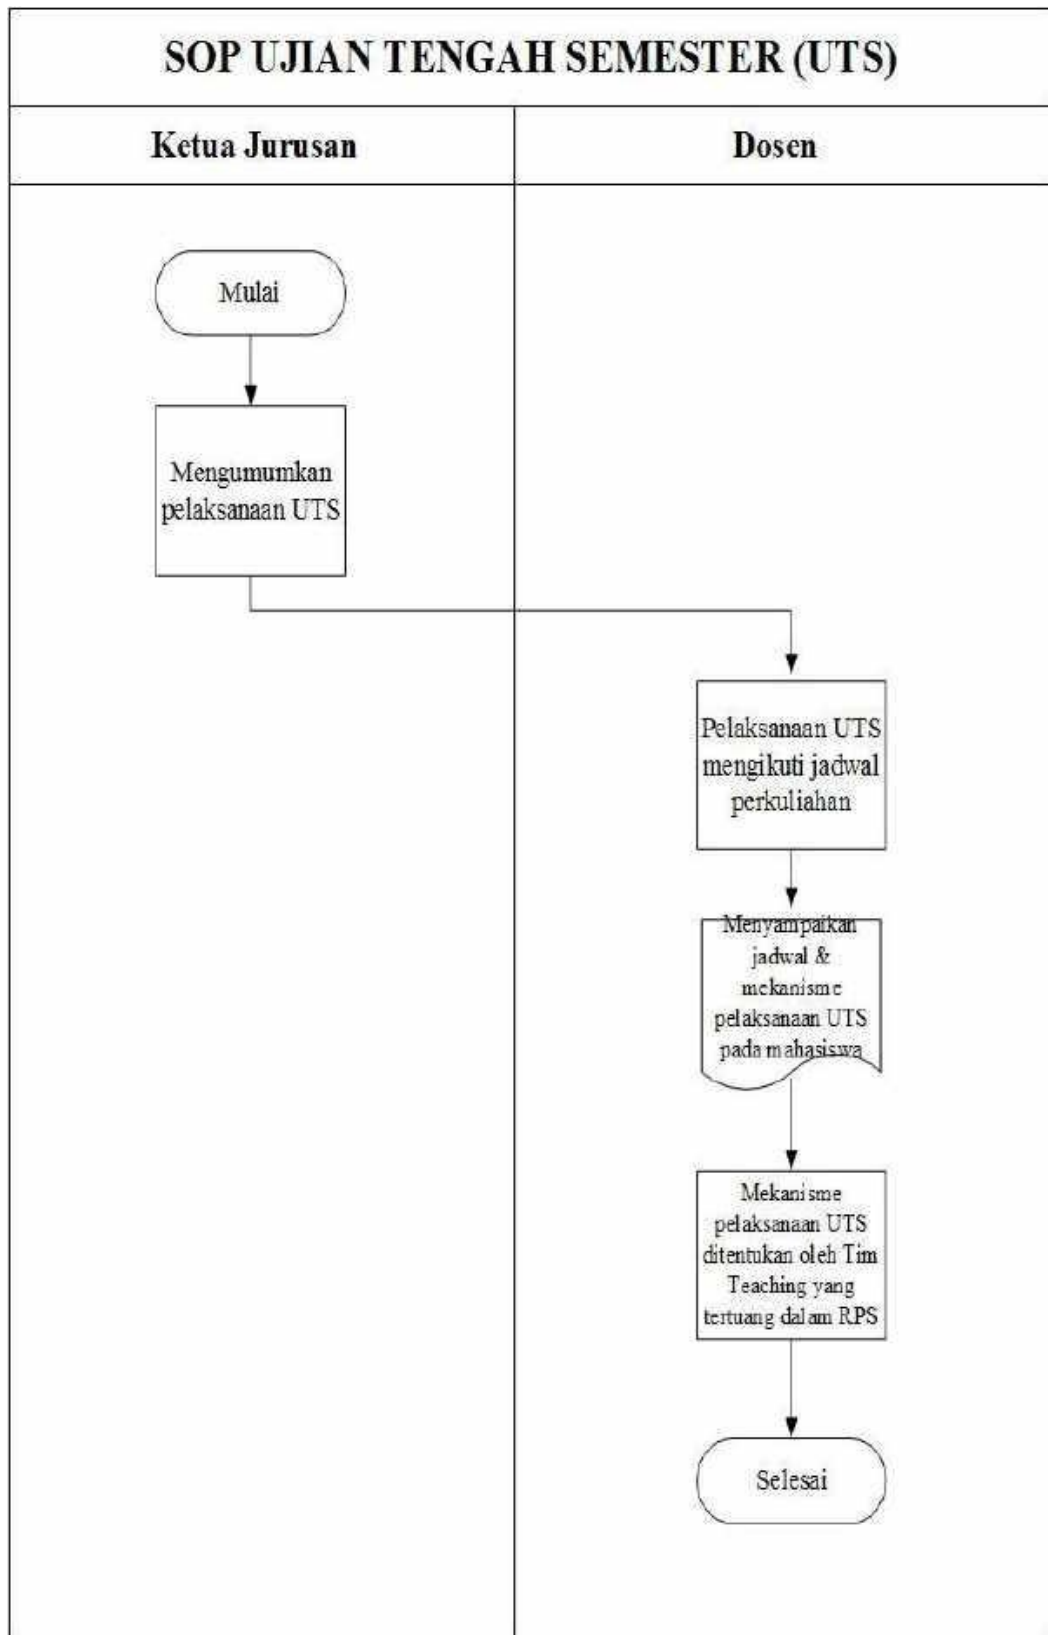 SOP UJIAN TENGAH SEMESTER (UTS)
Ketua Jurusan
Dosen
Mulai
Mengumumkan
pelaksanaan UTS
Pelaksanaan UTS
mengikuti jadwal
perkuliahan
Menyampaikan
jadwal &
mekanisme
pelaksanaan UTS
pada mahasiswa
Mekanisme
pelaksanaan UTS
ditentukan oleh Tim
Teaching yang
tertuang dalam RPS
Selesai